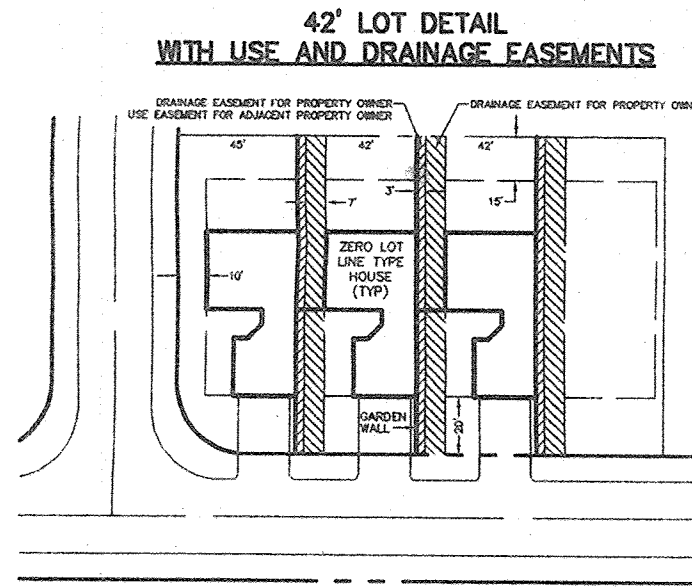 42' LOT DETAIL
WITH USE AND DRAINAGE EASEMENTS
DRAINAGE EASEMENT FOR PROPERTY OWNER
USE EASEMENT FOR ADJACENT PROPERTY OWNER
DRAINAGE EASEMENT FOR PROPERTY OWN
45'
42'
42'
3'
7'
15'
ZERO LOT
LINE TYPE
HOUSE
(TYP)
10'
GARDEN
WALL
20'